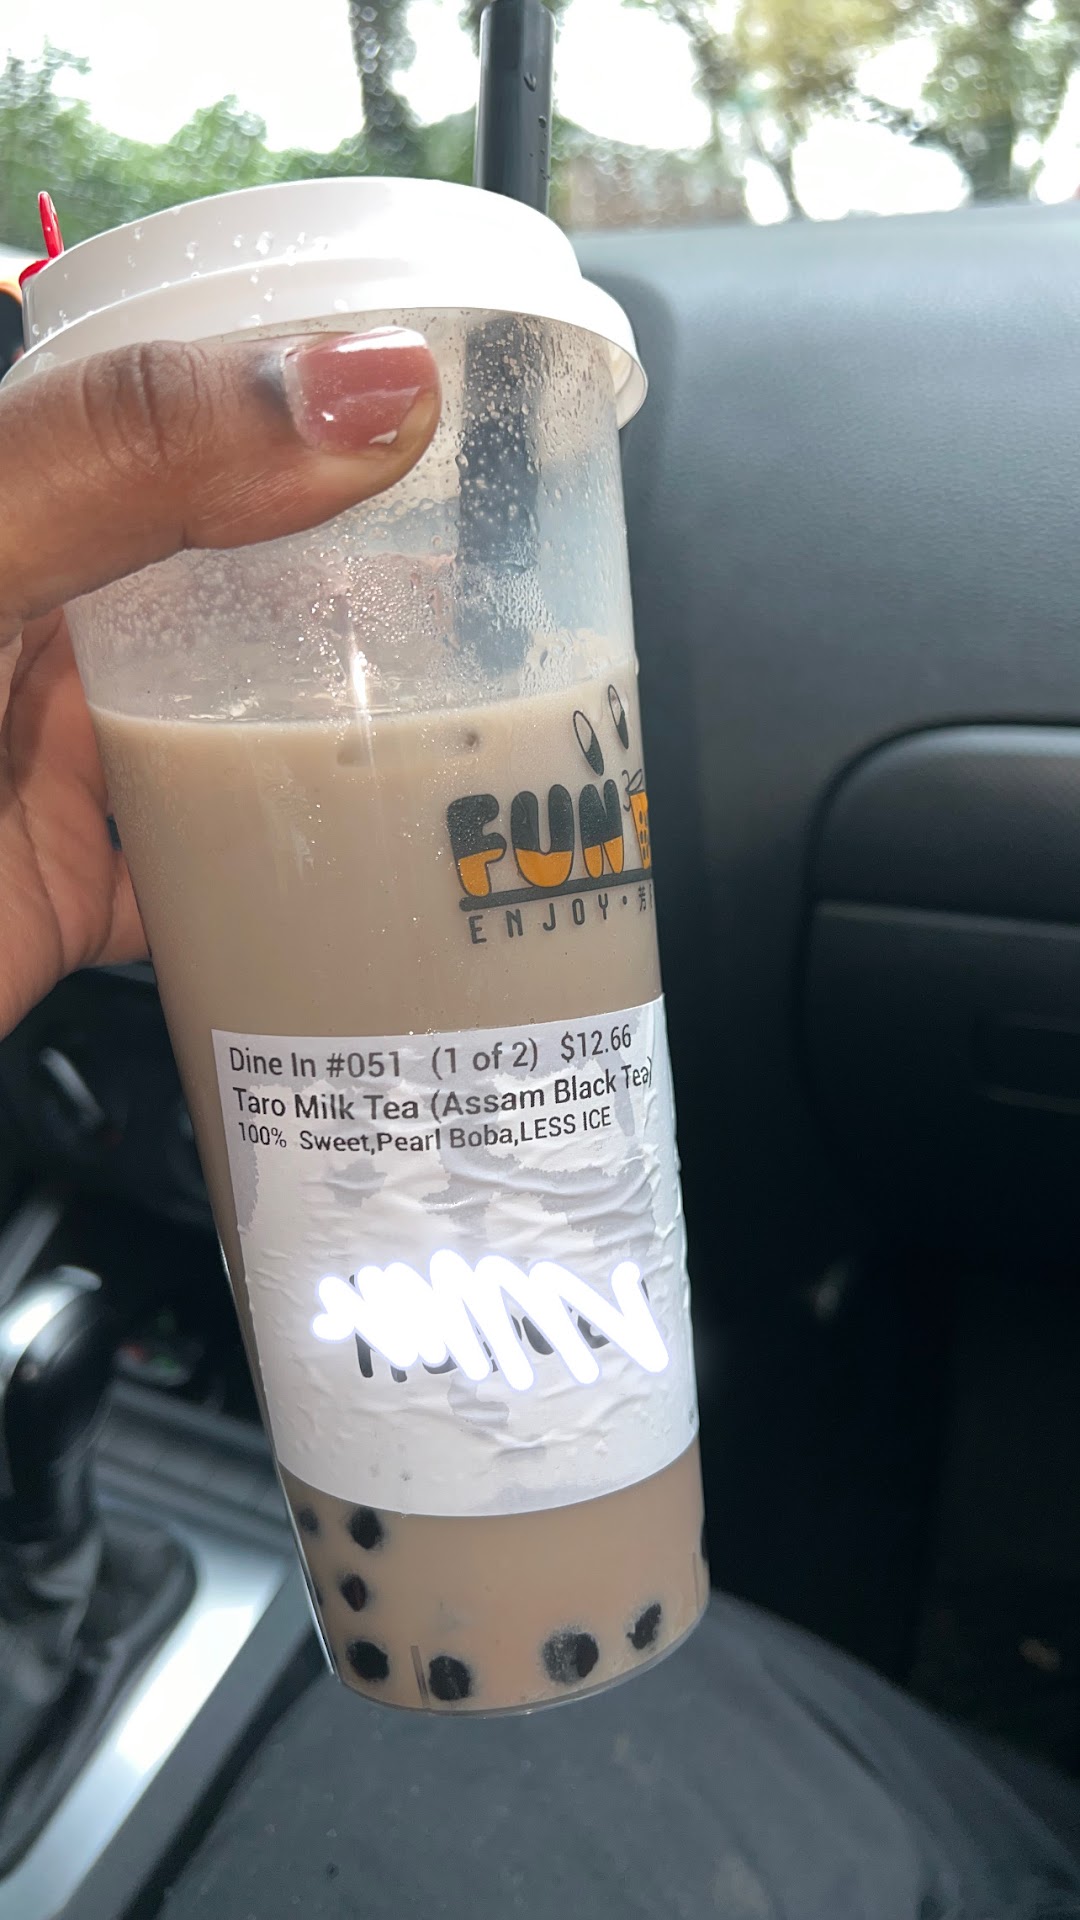 FUN
ENJOY·芳
Dine In #051 (1 of 2) $12.66
Taro Milk Tea (Assam Black Tea)
100% Sweet,Pearl Boba,LESS ICE